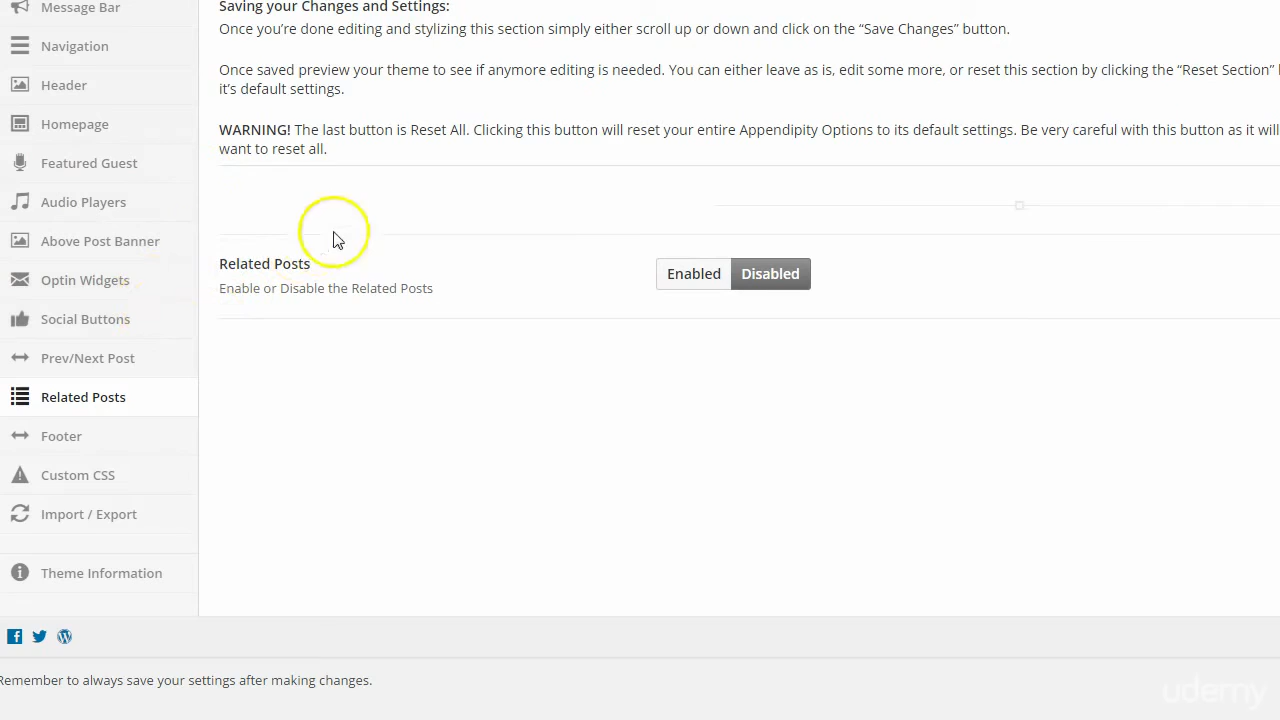 Message Bar
Navigation
Header
Homepage
Featured Guest
Audio Players
Above Post Banner
Optin Widgets
Social Buttons
Prev/Next Post
Related Posts
Footer
Custom CSS
Import / Export
Theme Information
Saving your Changes and Settings:
Once you’re done editing and stylizing this section simply either scroll up or down and click on the “Save Changes” button.
Once saved preview your theme to see if anymore editing is needed. You can either leave as is, edit some more, or reset this section by clicking the “Reset Section”
it’s default settings.
WARNING! The last button is Reset All. Clicking this button will reset your entire Appendipity Options to its default settings. Be very careful with this button as it will
want to reset all.
Related Posts
Enable or Disable the Related Posts
Enabled Disabled
Remember to always save your settings after making changes.
udemy